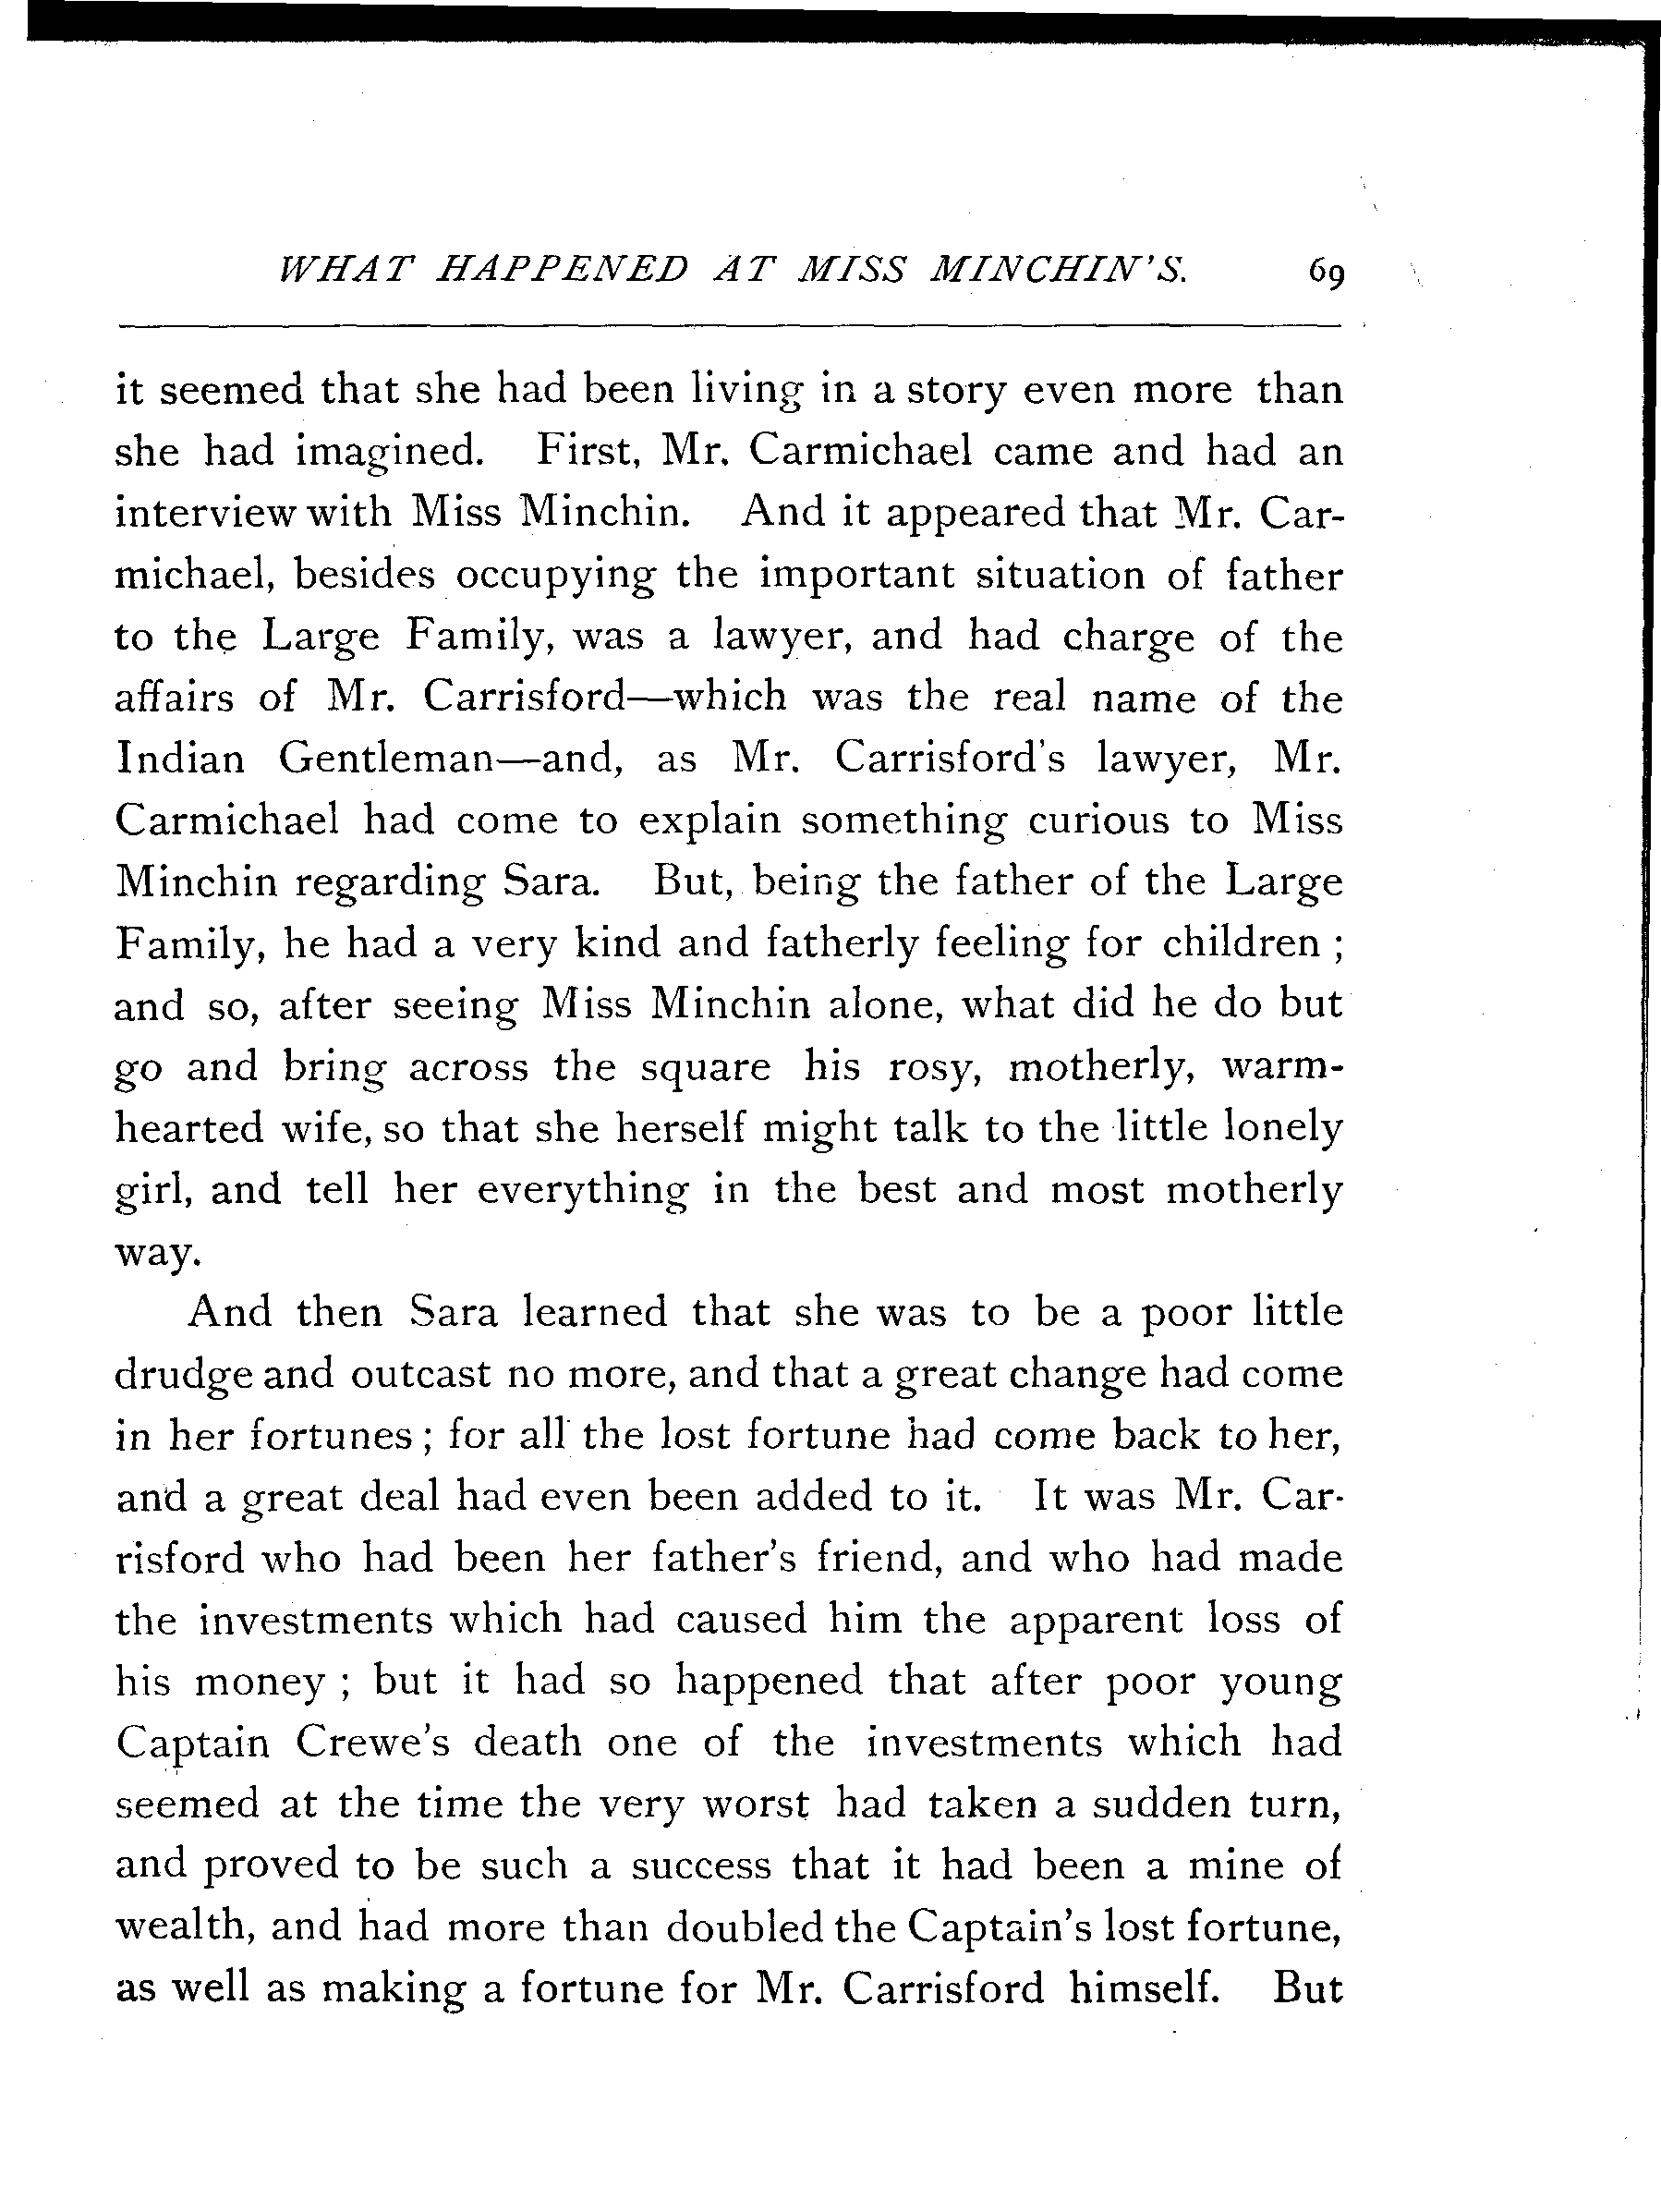 WHAT HAPPENED AT MISS MINCHIN'S. 69
it seemed that she had been living in a story even more than
she had imagined. First, Mr. Carmichael came and had an
interview with Miss Minchin. And it appeared that Mr. Car-
michael, besides occupying the important situation of father
to the Large Family, was a lawyer, and had charge of the
affairs of Mr. Carrisford—which was the real name of the
Indian Gentleman—and, as Mr. Carrisford's lawyer, Mr.
Carmichael had come to explain something curious to Miss
Minchin regarding Sara. But, being the father of the Large
Family, he had a very kind and fatherly feeling for children ;
and so, after seeing Miss Minchin alone, what did he do but
go and bring across the square his rosy, motherly, warm-
hearted wife, so that she herself might talk to the little lonely
girl, and tell her everything in the best and most motherly
way.
And then Sara learned that she was to be a poor little
drudge and outcast no more, and that a great change had come
in her fortunes ; for all the lost fortune had come back to her,
and a great deal had even been added to it. It was Mr. Car-
risford who had been her father's friend, and who had made
the investments which had caused him the apparent loss of
his money ; but it had so happened that after poor young
Captain Crewe's death one of the investments which had
seemed at the time the very worst had taken a sudden turn,
and proved to be such a success that it had been a mine of
wealth, and had more than doubled the Captain's lost fortune,
as well as making a fortune for Mr. Carrisford himself. But